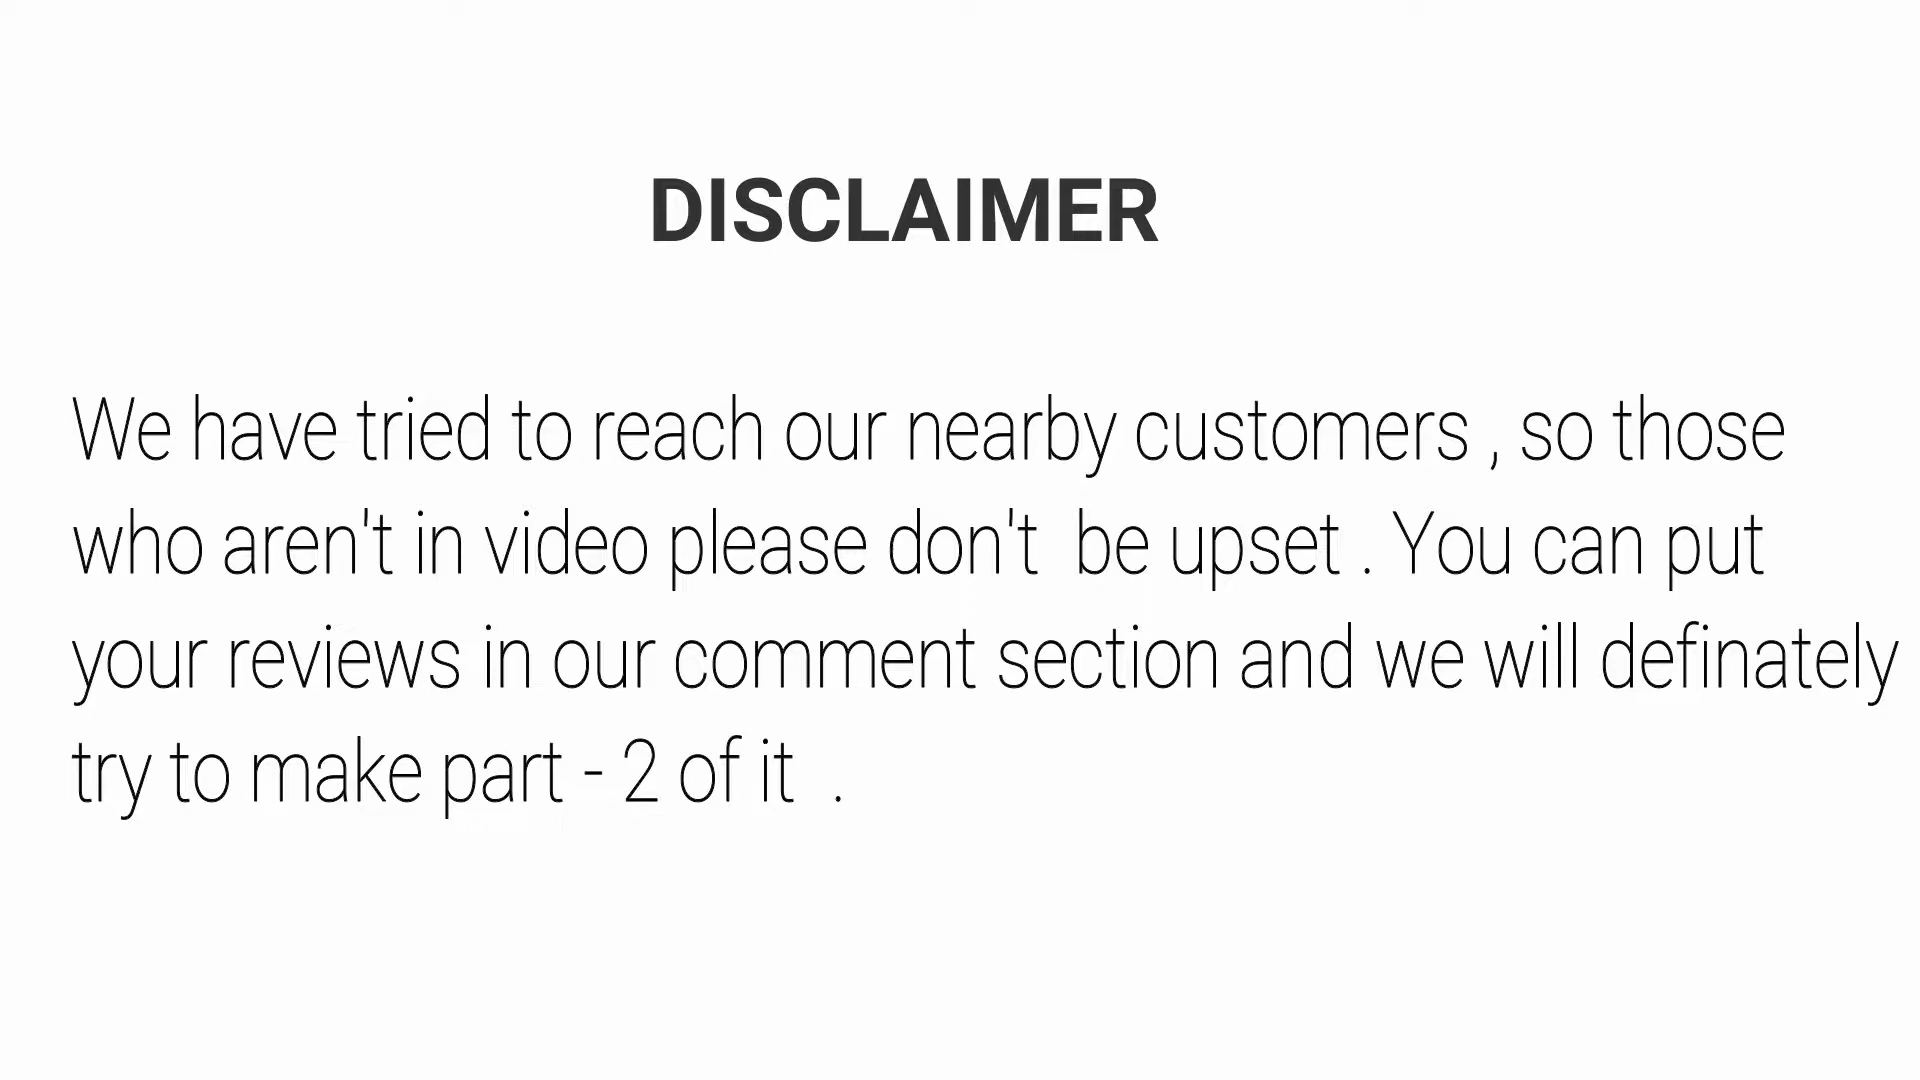 DISCLAIMER
We have tried to reach our nearby customers , so those
who aren't in video please don't  be upset . You can put
your reviews in our comment section and we will definately
try to make part - 2 of it  .